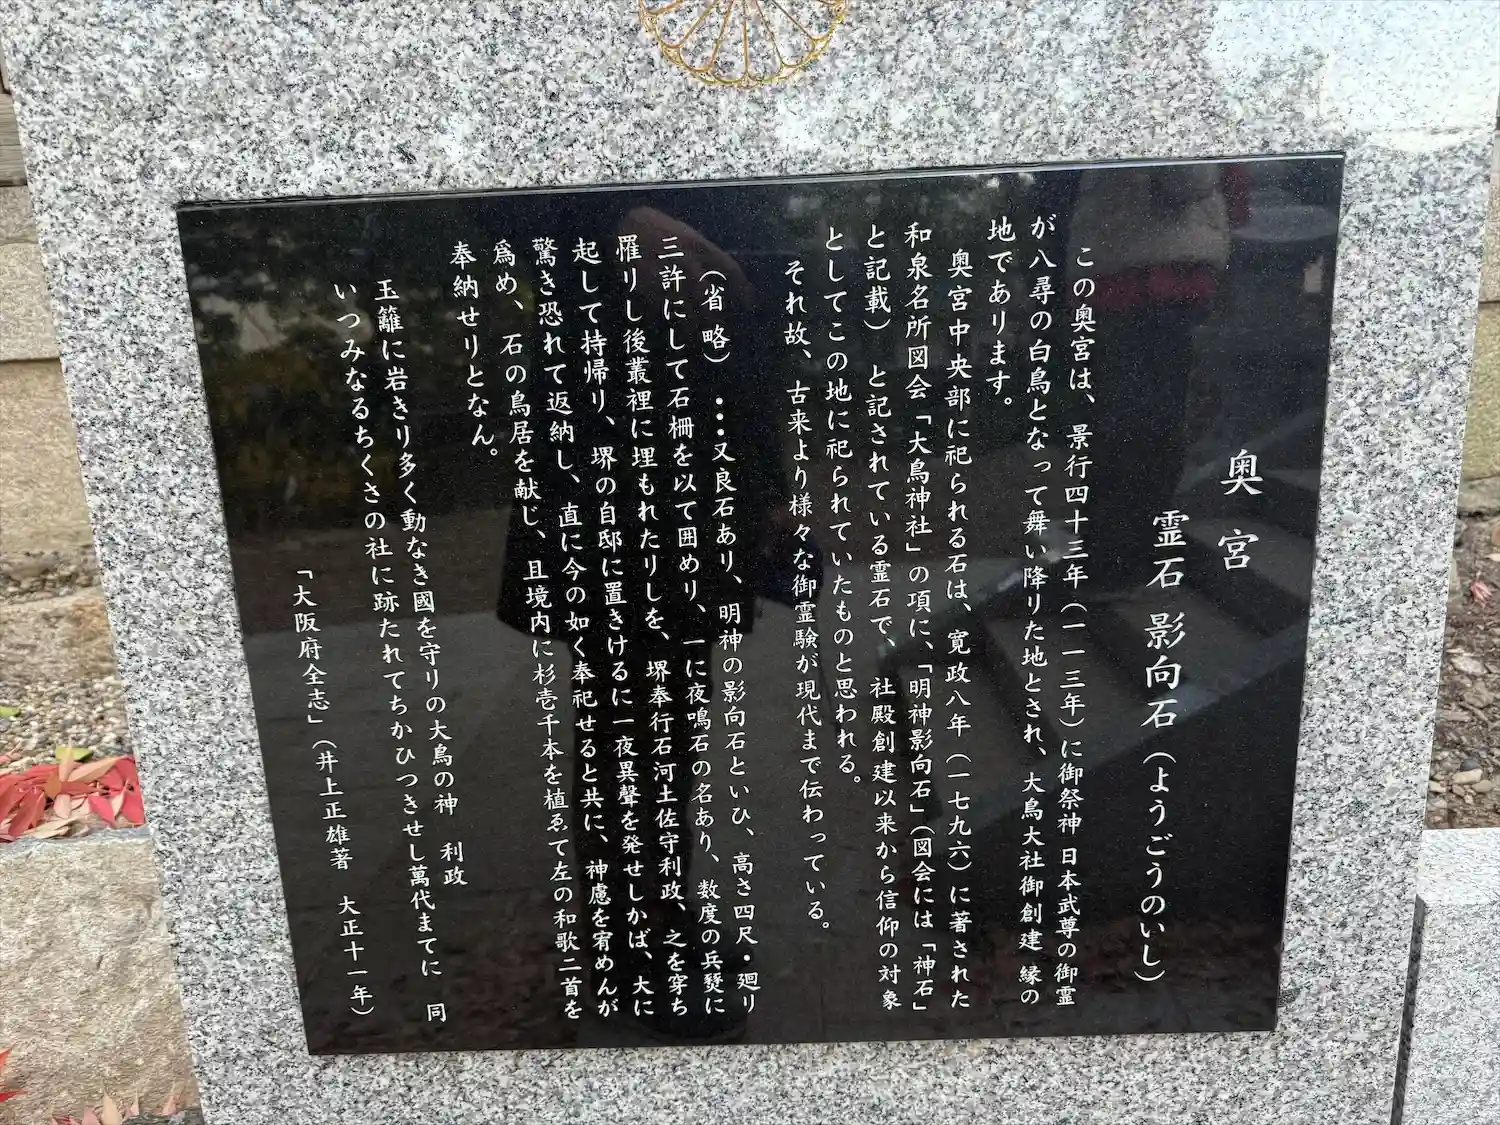 奥宮
霊石 影向石（ようごうのいし）
この奥宮は、景行四十三年（一一三年）に御祭神 日本武尊の御霊
が八尋の白鳥となって舞い降りた地とされ、大鳥大社御創建 縁の
地であります。
奥宮中央部に祀られる石は、寛政八年（一七九六）に著された
和泉名所図会「大鳥神社」の項に、「明神影向石」（図会には「神石」
と記載） と記されている霊石で、社殿創建以来から信仰の対象
としてこの地に祀られていたものと思われる。
それ故、古来より様々な御霊験が現代まで伝わっている。
（省略）・・・又良石あり、明神の影向石といひ、高さ四尺・廻り
三許にして石柵を以て囲めり、一に夜鳴石の名あり、数度の兵燹に
罹りし後叢裡に埋もれたりしを、堺奉行石河土佐守利政、之を穿ち
起して持帰り、堺の自邸に置きけるに一夜異聲を発せしかば、大に
驚き恐れて返納し、直に今の如く奉祀せると共に、神慮を宥めんが
爲め、石の鳥居を献じ、且境内に杉壱千本を植ゑて左の和歌二首を
奉納せりとなん。
玉籬に岩きり多く動なき國を守りの大鳥の神 利政
いつみなるちくさの社に跡たれてちかひつきせし萬代まてに 同
「大阪府全志」（井上正雄著 大正十一年）